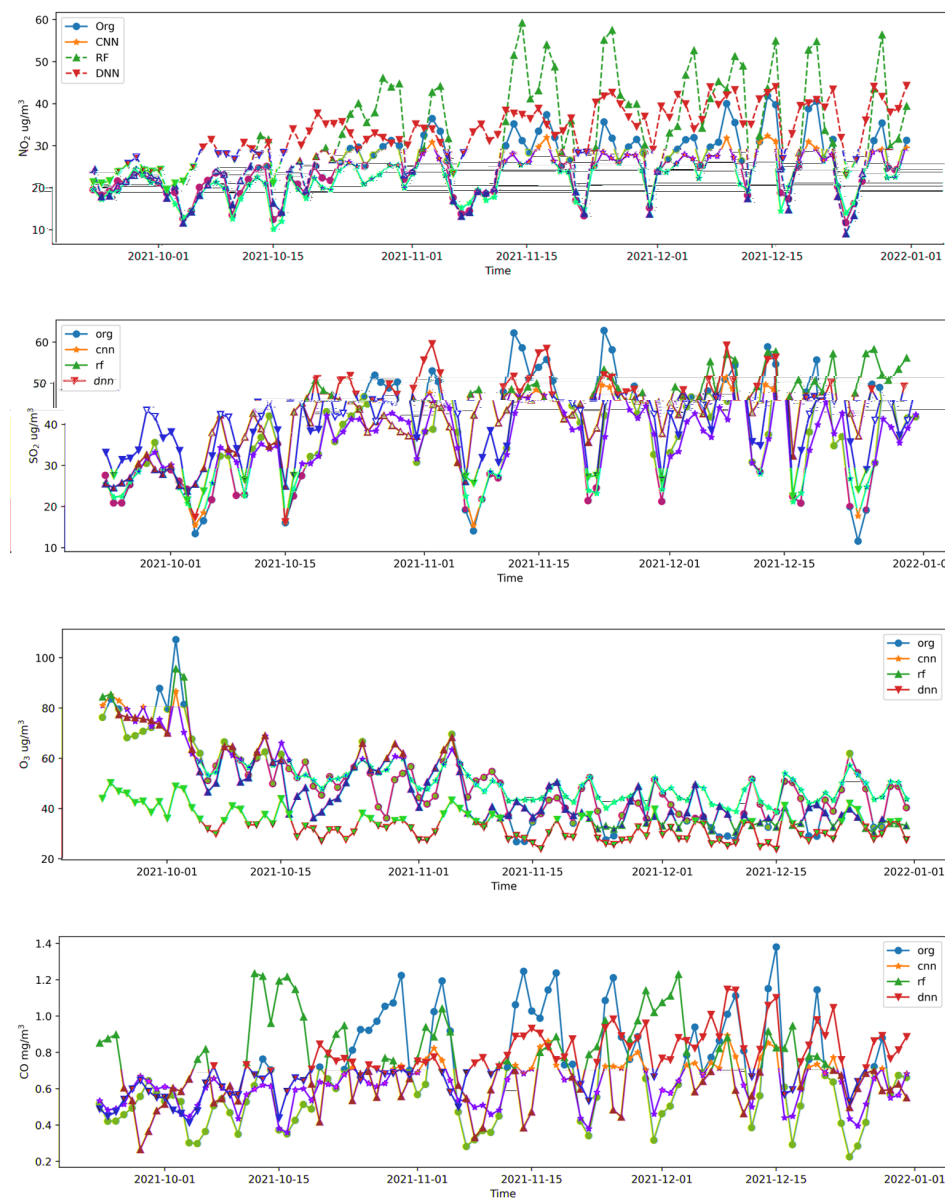 60
50
40
30
20
10
NO₂ ug/m³
Org
CNN
RF
DNN
2021-10-01 2021-10-15 2021-11-01 2021-11-15 2021-12-01 2021-12-15 2022-01-01
Time
60
50
40
30
20
10
SO₂ ug/m³
org
cnn
rf
dnn
2021-10-01 2021-10-15 2021-11-01 2021-11-15 2021-12-01 2021-12-15 2022-01-0
Time
100
80
60
40
20
O₃ ug/m³
org
cnn
rf
dnn
2021-10-01 2021-10-15 2021-11-01 2021-11-15 2021-12-01 2021-12-15 2022-01-01
Time
1.4
1.2
1.0
0.8
0.6
0.4
0.2
CO mg/m³
org
cnn
rf
dnn
2021-10-01 2021-10-15 2021-11-01 2021-11-15 2021-12-01 2021-12-15 2022-01-01
Time